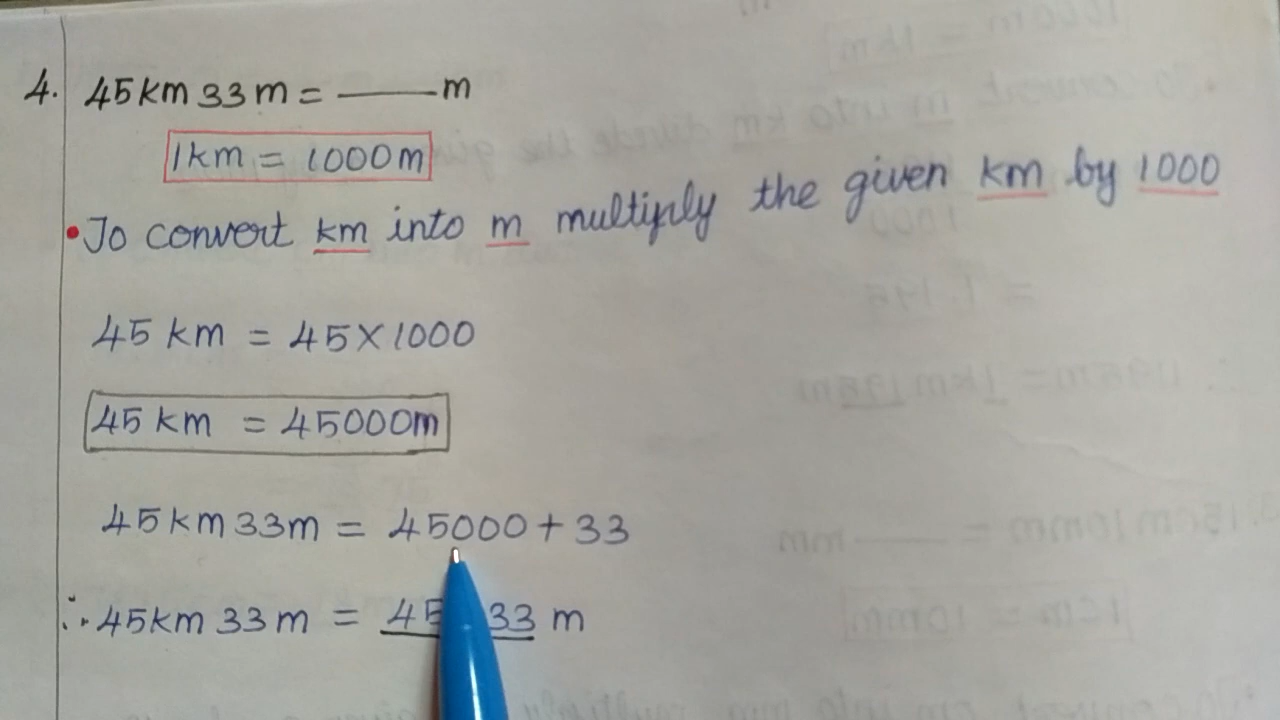 4. 45km 33m = ——— m
1km = 1000m
• To convert km into m multiply the given km by 1000
45 km = 45×1000
45 km = 45000m
45km 33m = 45000 + 33
∴ 45km 33m = 45 33 m